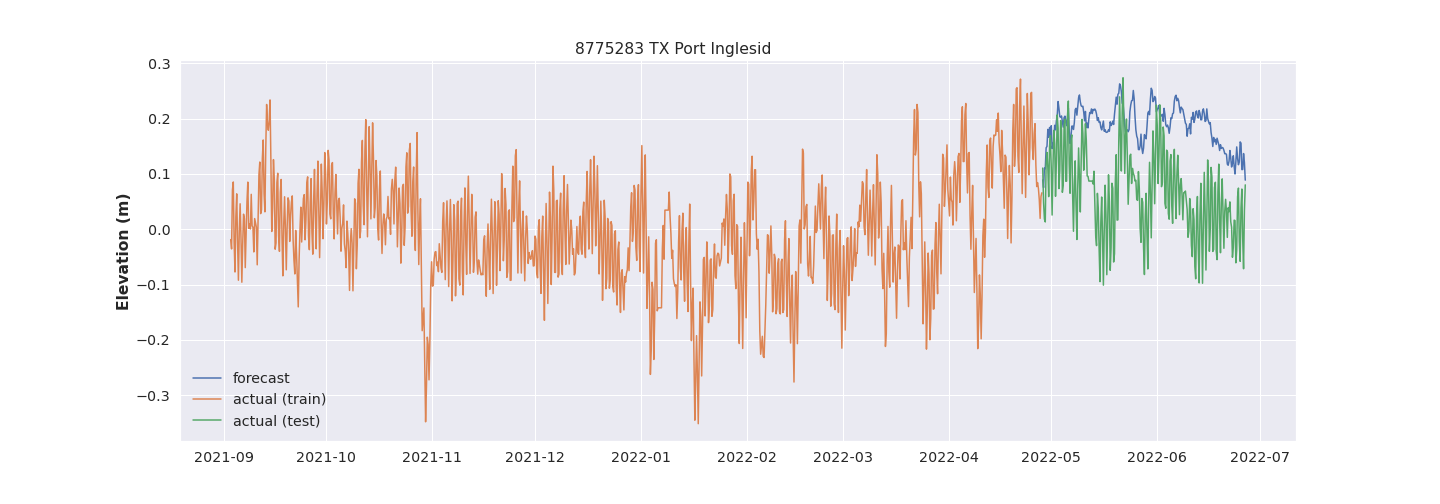 8775283 TX Port Inglesid
Elevation (m)
0.3
0.2
0.1
0.0
−0.1
−0.2
−0.3
forecast
actual (train)
actual (test)
2021-09 2021-10 2021-11 2021-12 2022-01 2022-02 2022-03 2022-04 2022-05 2022-06 2022-07